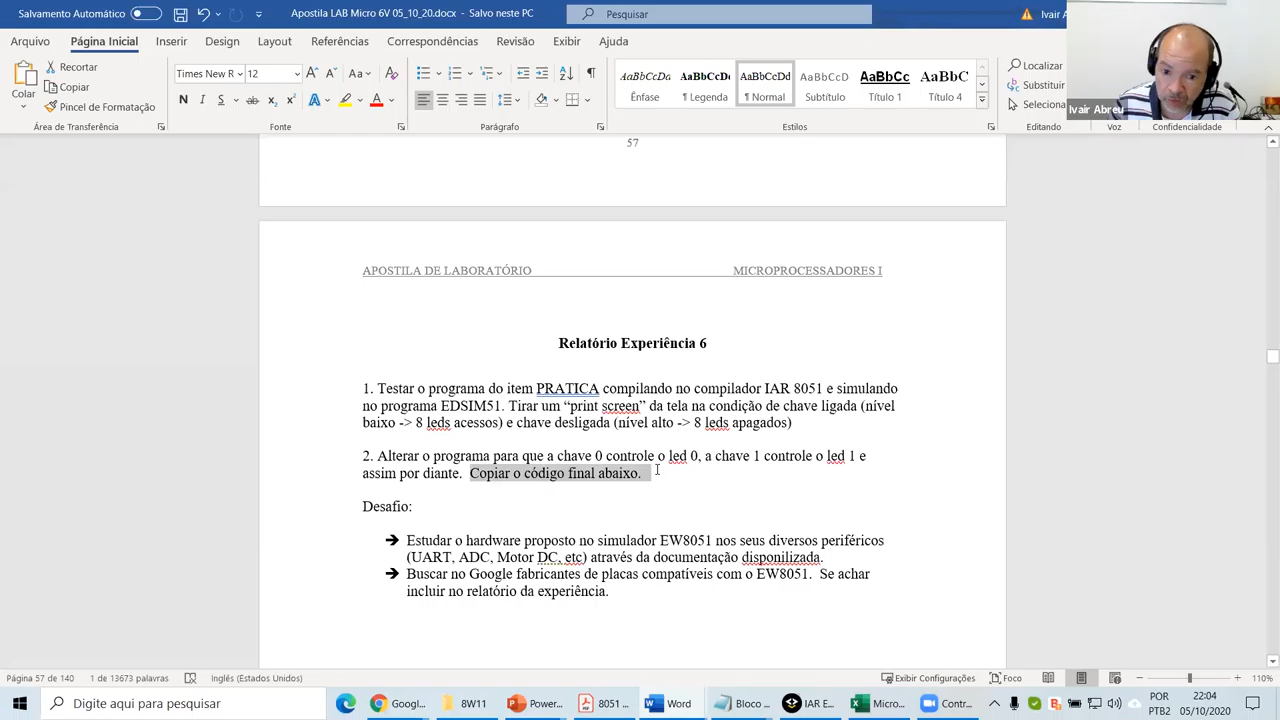 Salvamento Automático
Apostila LAB Micro 6V 05_10_20.docx - Salvo neste PC
Pesquisar
Ivair A
Arquivo Página Inicial Inserir Design Layout Referências Correspondências Revisão Exibir Ajuda
Colar
Recortar
Copiar
Pincel de Formatação
Área de Transferência
Times New R 12
N I S ab x₂ x² A A
Fonte
Parágrafo
AaBbCcDa AaBbCcDt AaBbCcDd AaBbCcD AaBbCc AaBbC
Ênfase ¶ Legenda ¶ Normal Subtítulo Título 1 Título 4
Estilos
Localizar
Substituir
Seleciona
Editando
Voz
Confidencialidade
Ivair Abreu
57
APOSTILA DE LABORATÓRIO MICROPROCESSADORES I
Relatório Experiência 6
1. Testar o programa do item PRATICA compilando no compilador IAR 8051 e simulando
no programa EDSIM51. Tirar um “print screen” da tela na condição de chave ligada (nível
baixo -> 8 leds acessos) e chave desligada (nível alto -> 8 leds apagados)
2. Alterar o programa para que a chave 0 controle o led 0, a chave 1 controle o led 1 e
assim por diante. Copiar o código final abaixo.
Desafio:
➔ Estudar o hardware proposto no simulador EW8051 nos seus diversos periféricos
(UART, ADC, Motor DC, etc) através da documentação disponilizada.
➔ Buscar no Google fabricantes de placas compatíveis com o EW8051. Se achar
incluir no relatório da experiência.
Página 57 de 140 1 de 13673 palavras Inglês (Estados Unidos) Exibir Configurações Foco 110%
Digite aqui para pesquisar Googl... 8W11 Power... 8051 ... Word Bloco ... IAR E... Micro... Contr... POR
PTB2
22:04
05/10/2020